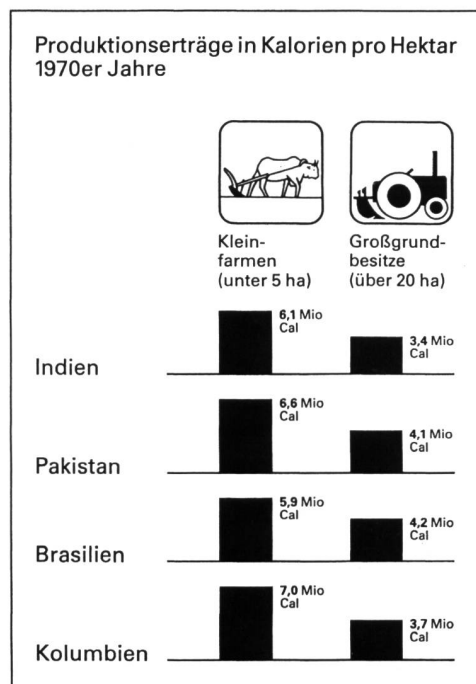 Produktionserträge in Kalorien pro Hektar
1970er Jahre
Klein-
farmen
(unter 5 ha)
Großgrund-
besitze
(über 20 ha)
Indien
6,1 Mio
Cal
3,4 Mio
Cal
Pakistan
6,6 Mio
Cal
4,1 Mio
Cal
Brasilien
5,9 Mio
Cal
4,2 Mio
Cal
Kolumbien
7,0 Mio
Cal
3,7 Mio
Cal